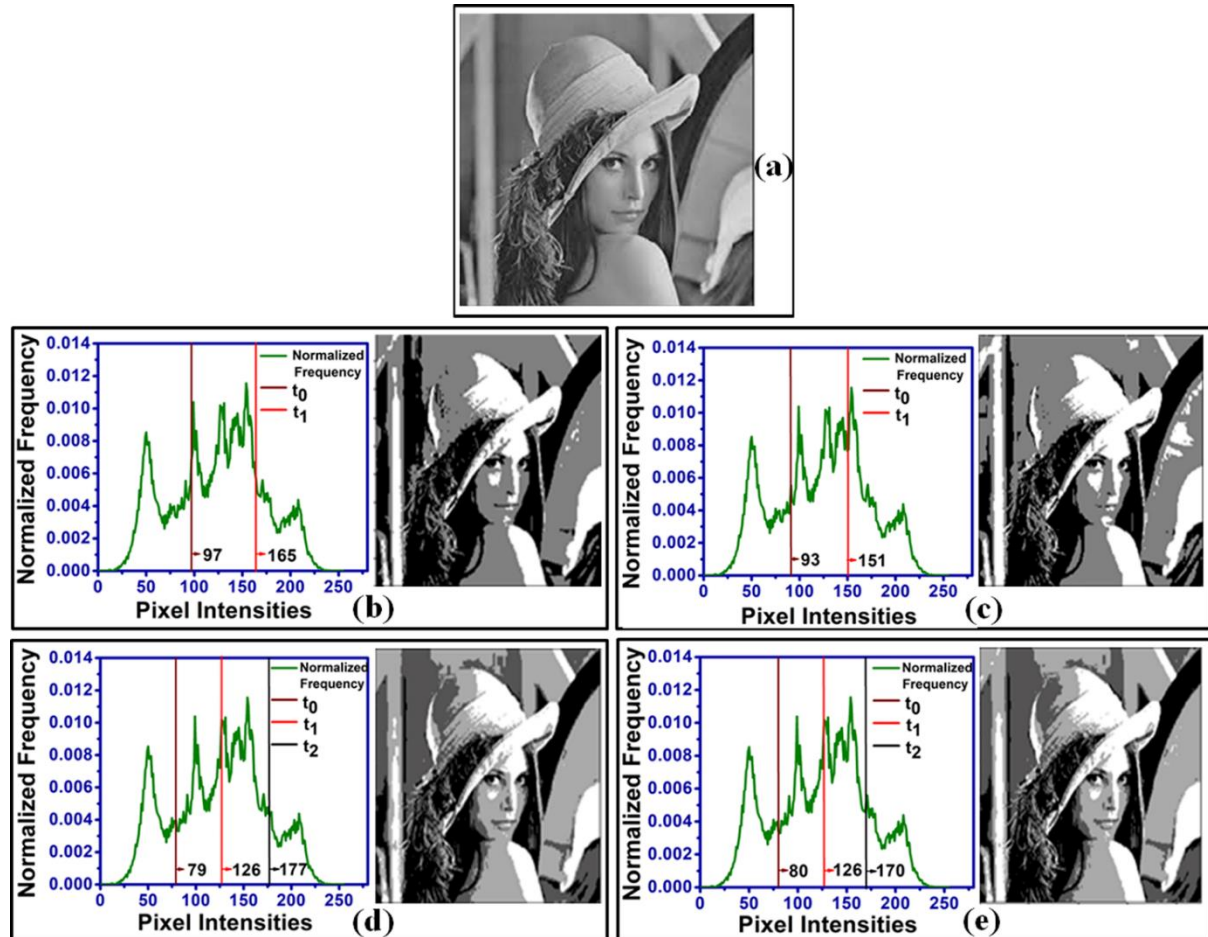 (a)
Normalized Frequency
0.014
0.012
0.010
0.008
0.006
0.004
0.002
0.000
0 50 100 150 200 250
Pixel Intensities
Normalized
Frequency
t0
t1
97 165
(b)
Normalized Frequency
0.014
0.012
0.010
0.008
0.006
0.004
0.002
0.000
0 50 100 150 200 250
Pixel Intensities
Normalized
Frequency
t0
t1
93 151
(c)
Normalized Frequency
0.014
0.012
0.010
0.008
0.006
0.004
0.002
0.000
0 50 100 150 200 250
Pixel Intensities
Normalized
Frequency
t0
t1
t2
79 126 177
(d)
Normalized Frequency
0.014
0.012
0.010
0.008
0.006
0.004
0.002
0.000
0 50 100 150 200 250
Pixel Intensities
Normalized
Frequency
t0
t1
t2
80 126 170
(e)